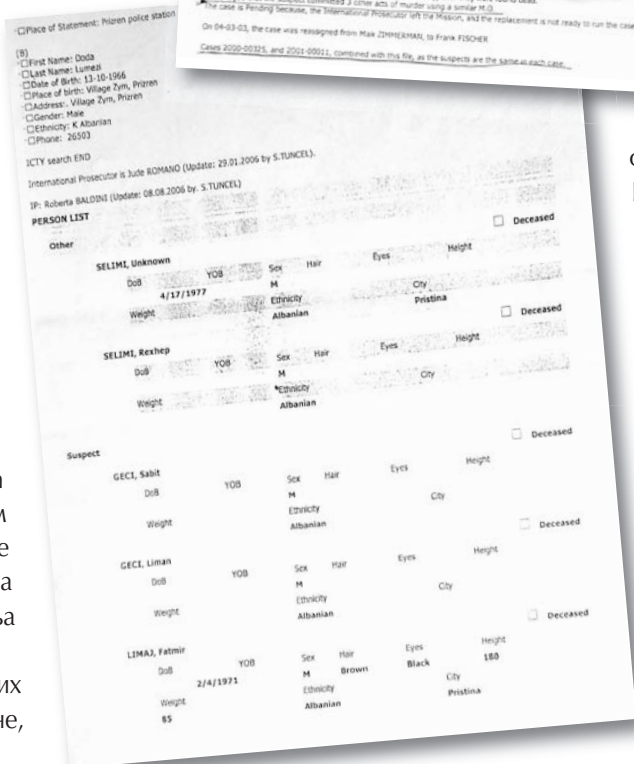 committed 3 other acts of murder using a similar M.O.
The case is Pending because, the International Prosecutor left the Mission, and the replacement is not ready to run the case
On 04-03-03, the case was reassigned from Maik ZIMMERMAN, to Frank FISCHER
Cases 2000-00325, and 2001-00011, combined with this file, as the suspects are the same in each case.
-□Place of Statement: Prizren police station
(B)
-□First Name: Doda
-□Last Name: Lumezi
-□Date of Birth: 13-10-1966
-□Place of birth: Village Zym, Prizren
-□Address:. Village Zym, Prizren
-□Gender: Male
-□Ethnicity: K Albanian
-□Phone: 26503
ICTY search END
International Prosecutor is Jude ROMANO (Update: 29.01.2006 by S.TUNCEL).
IP: Roberta BALDINI (Update: 08.08.2006 by S.TUNCEL)
PERSON LIST
Other
□ Deceased
SELIMI, Unknown
DoB YOB Sex Hair Eyes Height
4/17/1977 M
Weight Ethnicity City
Albanian Pristina
□ Deceased
SELIMI, Rexhep
DoB YOB Sex Hair Eyes Height
M
Weight Ethnicity City
Albanian
Suspect
□ Deceased
GECI, Sabit
DoB YOB Sex Hair Eyes Height
M
Weight Ethnicity City
Albanian
□ Deceased
GECI, Liman
DoB YOB Sex Hair Eyes Height
M
Weight Ethnicity City
Albanian
□ Deceased
LIMAJ, Fatmir
DoB YOB Sex Hair Eyes Height
2/4/1971 M Brown Black 180
Weight Ethnicity City
85 Albanian Pristina